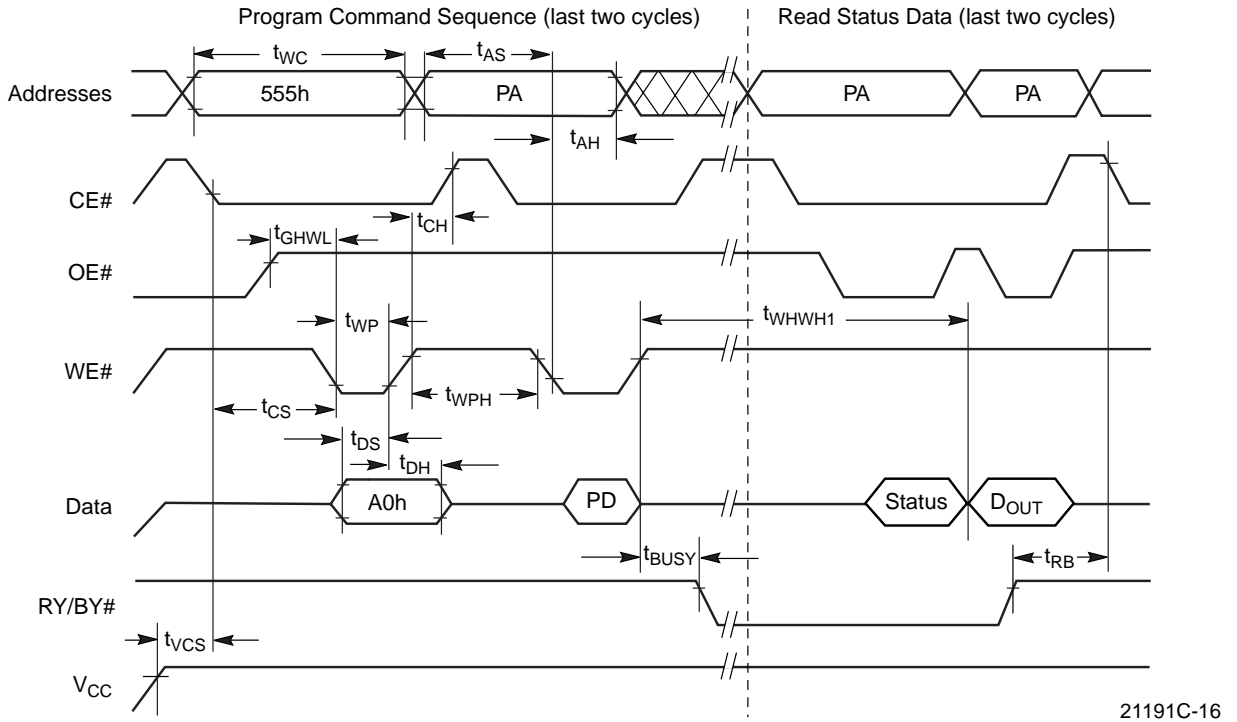 Program Command Sequence (last two cycles)
Read Status Data (last two cycles)
tWC
tAS
Addresses
555h
PA
PA
PA
tAH
CE#
tCH
tGHWL
OE#
tWP
tWHWH1
WE#
tWPH
tCS
tDS
tDH
Data
A0h
PD
Status
DOUT
tBUSY
tRB
RY/BY#
tVCS
VCC
21191C-16